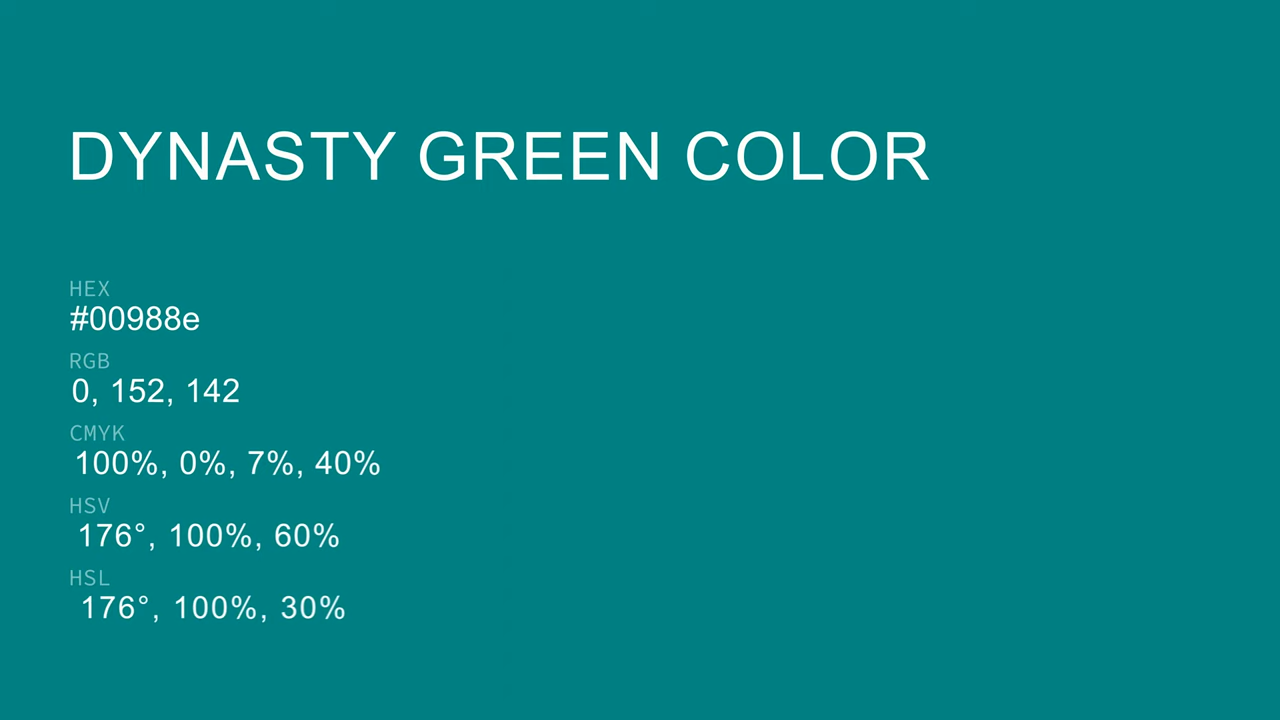 DYNASTY GREEN COLOR
HEX
#00988e
RGB
0, 152, 142
CMYK
100%, 0%, 7%, 40%
HSV
176°, 100%, 60%
HSL
176°, 100%, 30%